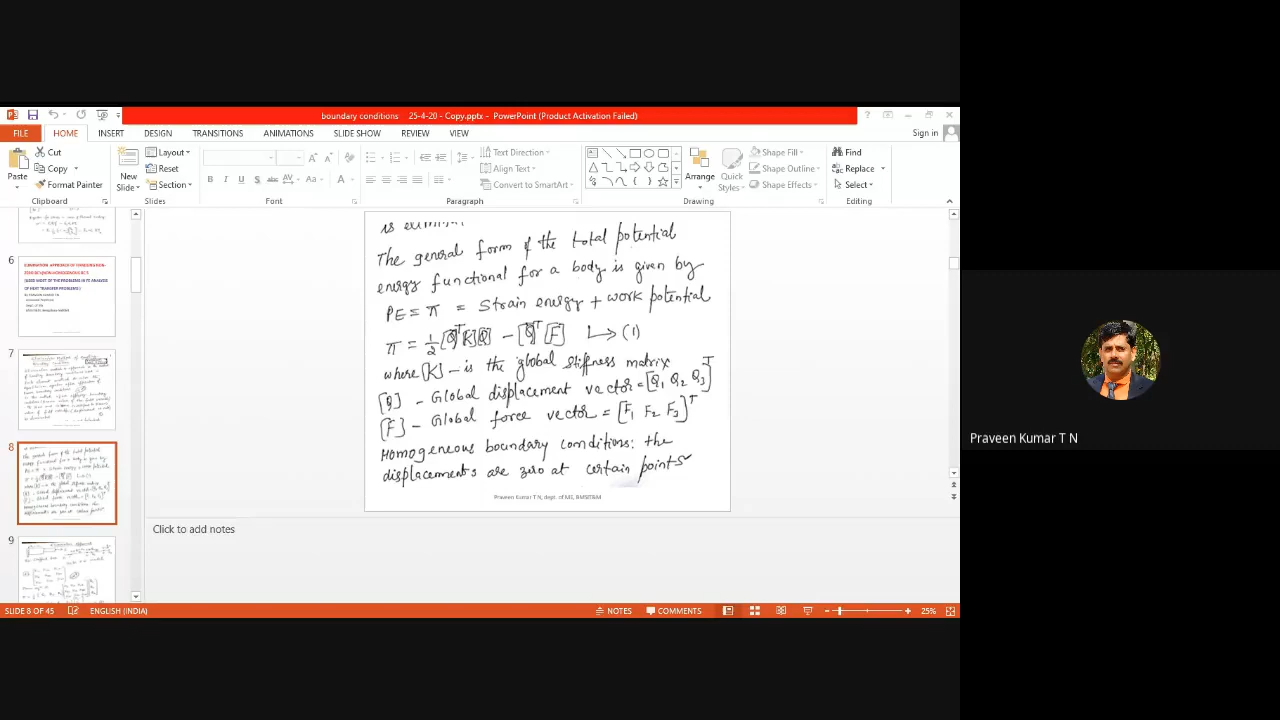 boundary conditions 25-4-20 - Copy.pptx - PowerPoint (Product Activation Failed)
FILE HOME INSERT DESIGN TRANSITIONS ANIMATIONS SLIDE SHOW REVIEW VIEW Sign in
Paste
Cut
Copy
Format Painter
Clipboard
New Slide
Layout
Reset
Section
Slides
Font
Paragraph
Text Direction
Align Text
Convert to SmartArt
Arrange
Quick Styles
Shape Fill
Shape Outline
Shape Effects
Drawing
Find
Replace
Select
Editing
6
7
8
9
The general form of the total potential
energy functional for a body is given by
PE = π = Strain energy + work potential
π = 1/2 [Q]ᵀ[K][Q] - [Q]ᵀ[F] ↳ (1)
where [K] - is the global stiffness matrix
[Q] - Global displacement vector = [Q₁ Q₂ Q₃]ᵀ
[F] - Global force vector = [F₁ F₂ F₃]ᵀ
Homogeneous boundary conditions: the
displacements are zero at certain points
Praveen Kumar T N, dept. of ME, BMSIT&M
Click to add notes
SLIDE 8 OF 45 ENGLISH (INDIA) NOTES COMMENTS 25%
Praveen Kumar T N